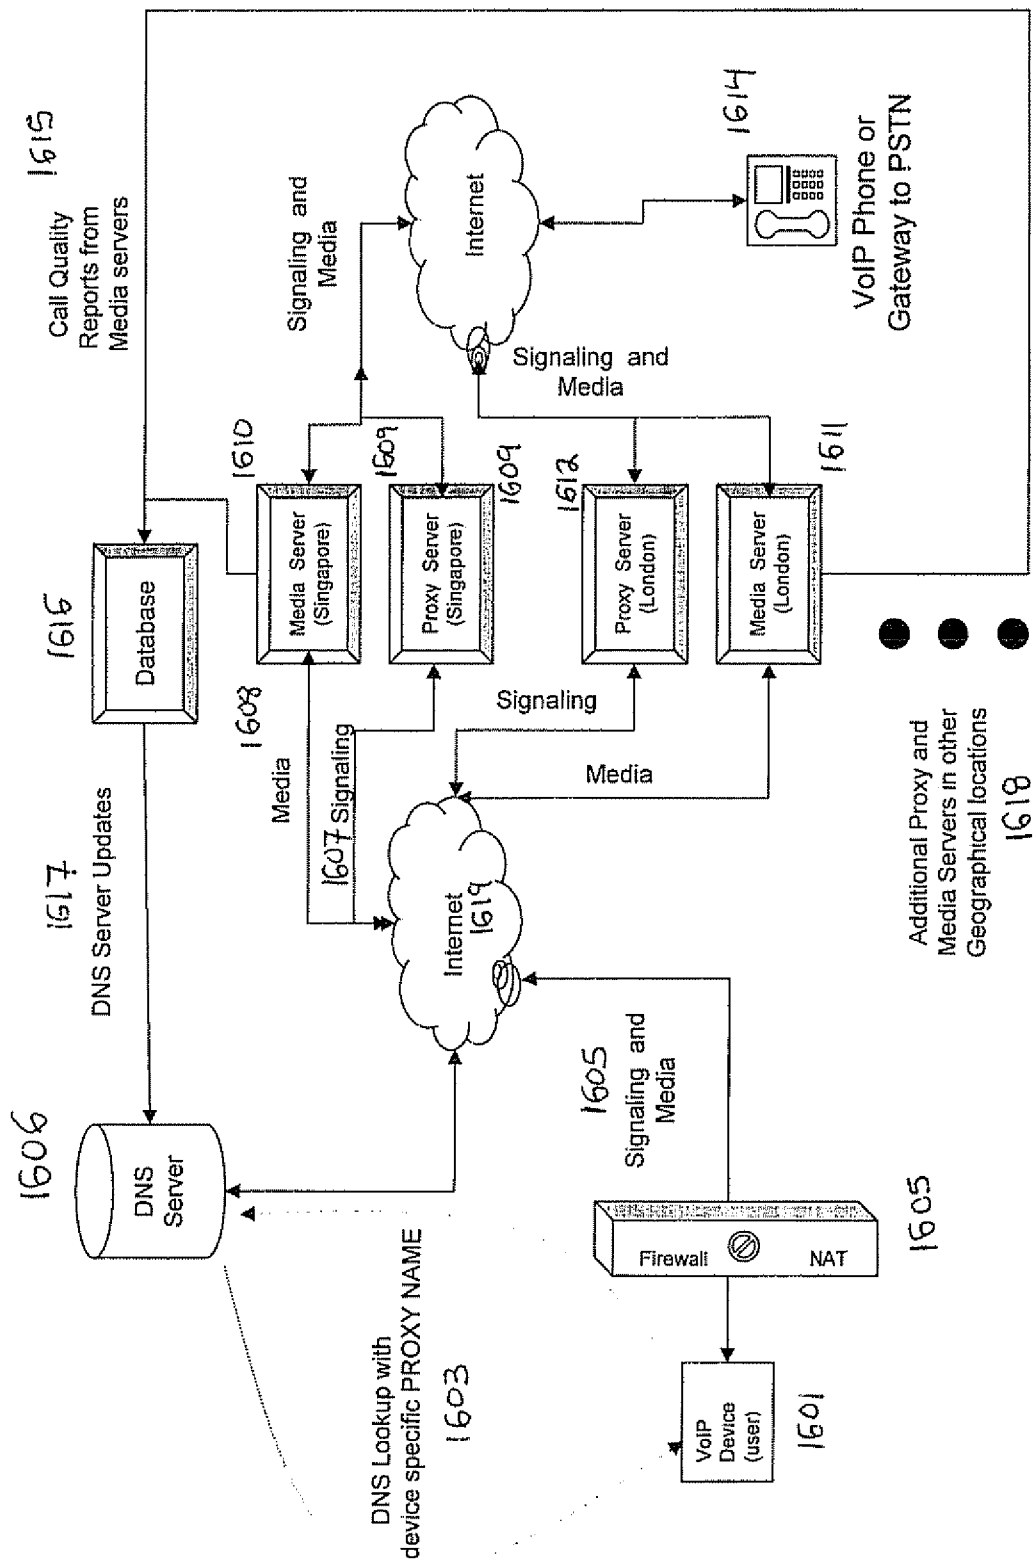 1606
DNS
Server
1617
DNS Server Updates
1616
Database
1615
Call Quality
Reports from
Media servers
DNS Lookup with
device specific PROXY NAME
1603
1608
Media
1607 Signaling
1610
Media Server
(Singapore)
1609
Proxy Server
(Singapore)
1609
Signaling and
Media
Internet
1619
Internet
Signaling
Media
1612
Proxy Server
(London)
Media Server
(London)
1611
Signaling and
Media
1614
VoIP Phone or
Gateway to PSTN
1605
Signaling and
Media
Firewall
NAT
1605
VoIP
Device
(user)
1601
Additional Proxy and
Media Servers in other
Geographical locations
1618